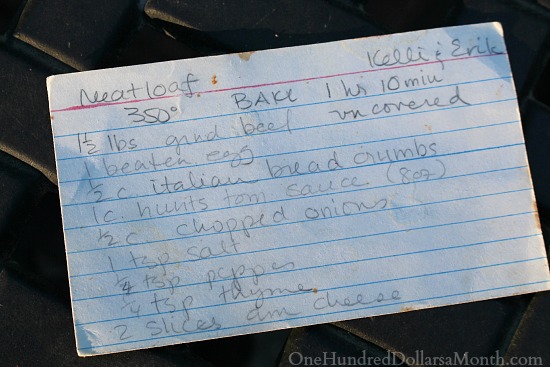 Meatloaf: Kelli & Erik
350° BAKE 1 hr 10 min
uncovered
1½ lbs grnd beef
1 beaten egg
½ c. italian bread crumbs
1 c. hunts tom sauce (8oz)
½ c. chopped onions
1 tsp salt
¼ tsp pepper
¼ tsp thyme
2 slices am cheese
OneHundredDollarsaMonth.com